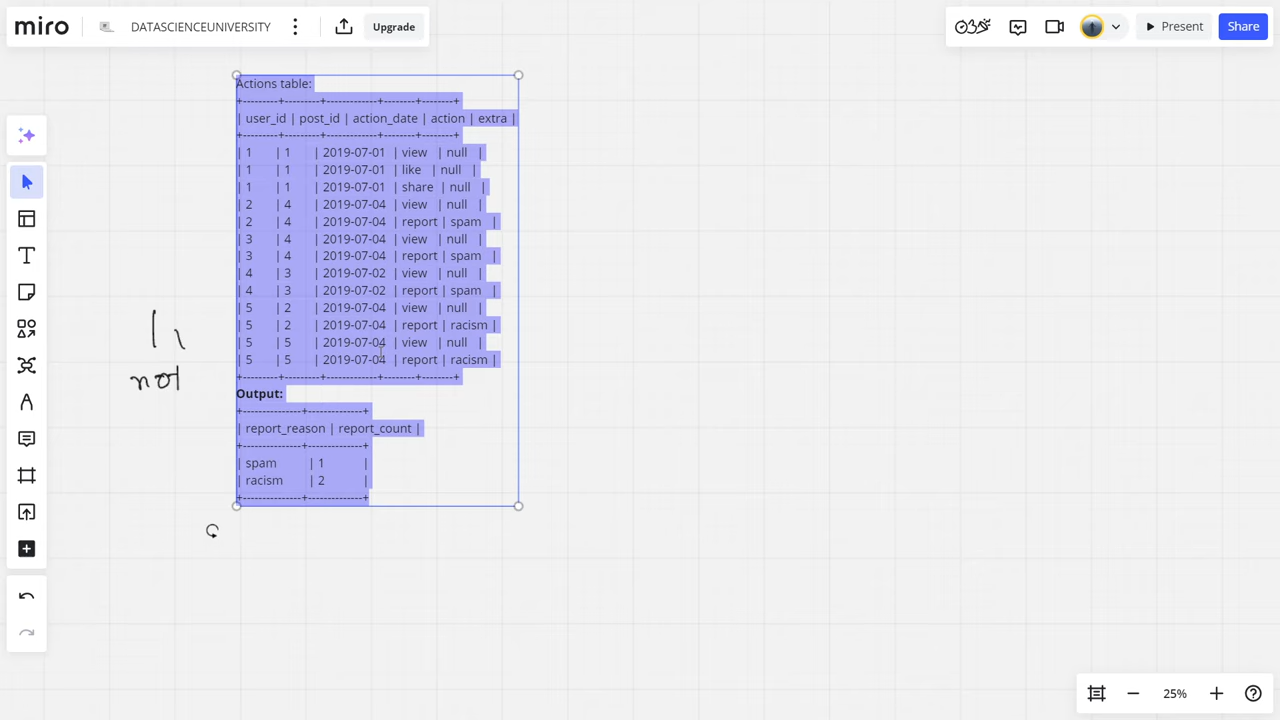 miro DATASCIENCEUNIVERSITY Upgrade Present Share
Actions table:
+---------+---------+-------------+--------+--------+
| user_id | post_id | action_date | action | extra |
+---------+---------+-------------+--------+--------+
| 1 | 1 | 2019-07-01 | view | null |
| 1 | 1 | 2019-07-01 | like | null |
| 1 | 1 | 2019-07-01 | share | null |
| 2 | 4 | 2019-07-04 | view | null |
| 2 | 4 | 2019-07-04 | report | spam |
| 3 | 4 | 2019-07-04 | view | null |
| 3 | 4 | 2019-07-04 | report | spam |
| 4 | 3 | 2019-07-02 | view | null |
| 4 | 3 | 2019-07-02 | report | spam |
| 5 | 2 | 2019-07-04 | view | null |
| 5 | 2 | 2019-07-04 | report | racism |
| 5 | 5 | 2019-07-04 | view | null |
| 5 | 5 | 2019-07-04 | report | racism |
+---------+---------+-------------+--------+--------+
not
Output:
+---------------+--------------+
| report_reason | report_count |
+---------------+--------------+
| spam | 1 |
| racism | 2 |
+---------------+--------------+
25%